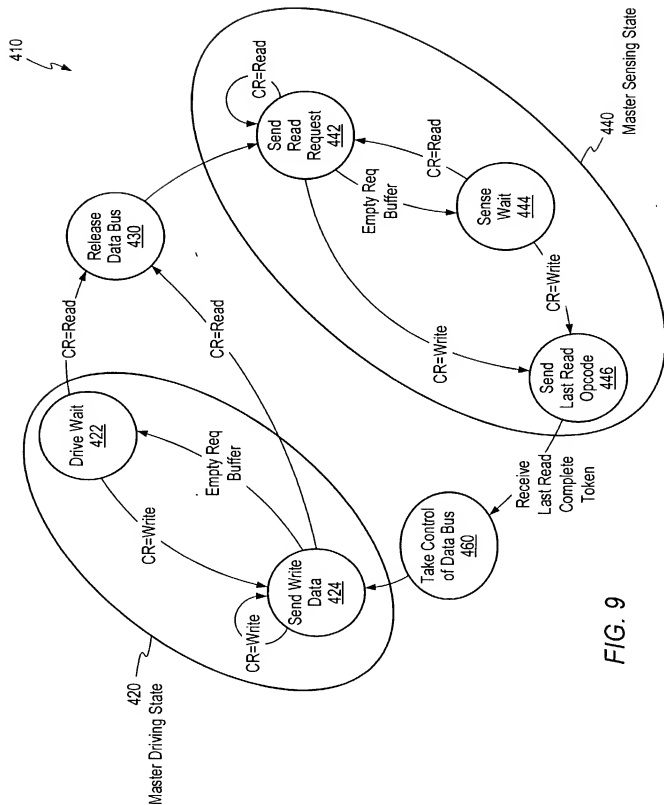 410
CR=Read
Send
Read
Request
442
440
Master Sensing State
CR=Read
Empty Req
Buffer
Sense
Wait
444
CR=Write
CR=Write
Send
Last Read
Opcode
446
Release
Data Bus
430
CR=Read
CR=Read
Drive Wait
422
Empty Req
Buffer
CR=Write
Send Write
Data
424
CR=Write
420
Master Driving State
Receive
Last Read
Complete
Token
Take Control
of Data Bus
460
FIG. 9